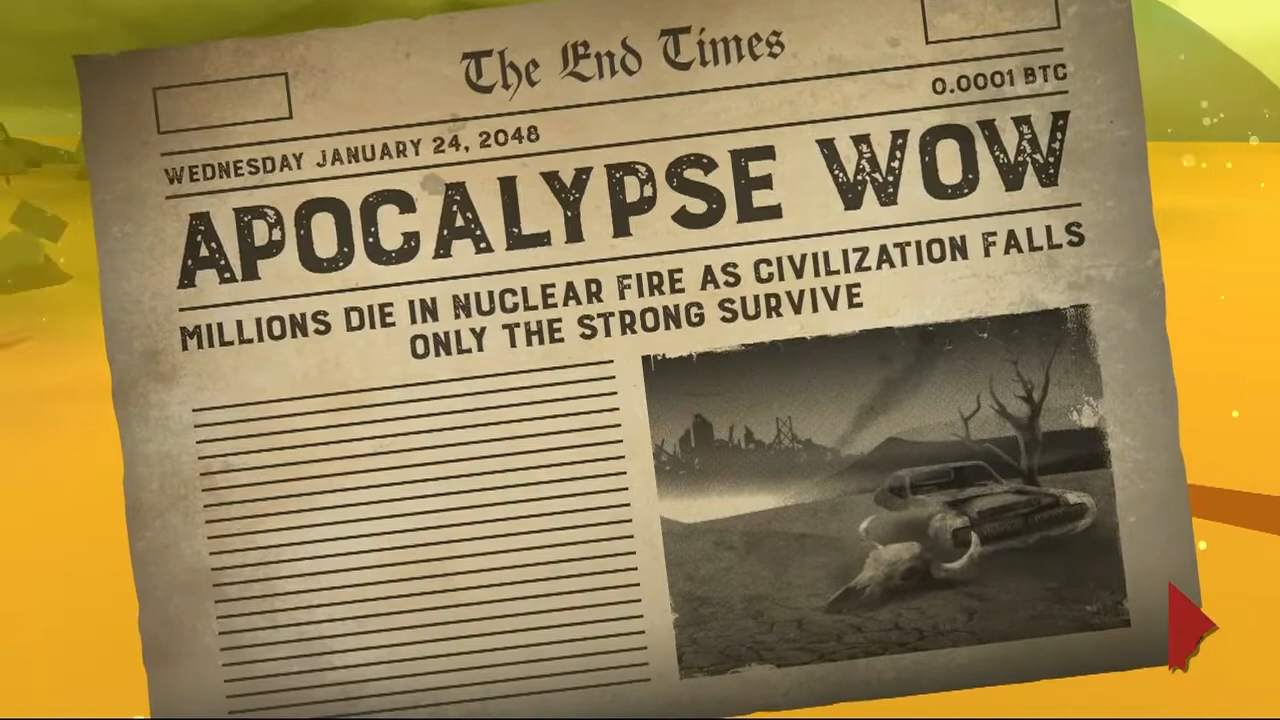 The End Times
0.0001 BTC
WEDNESDAY JANUARY 24, 2048
APOCALYPSE WOW
MILLIONS DIE IN NUCLEAR FIRE AS CIVILIZATION FALLS
ONLY THE STRONG SURVIVE